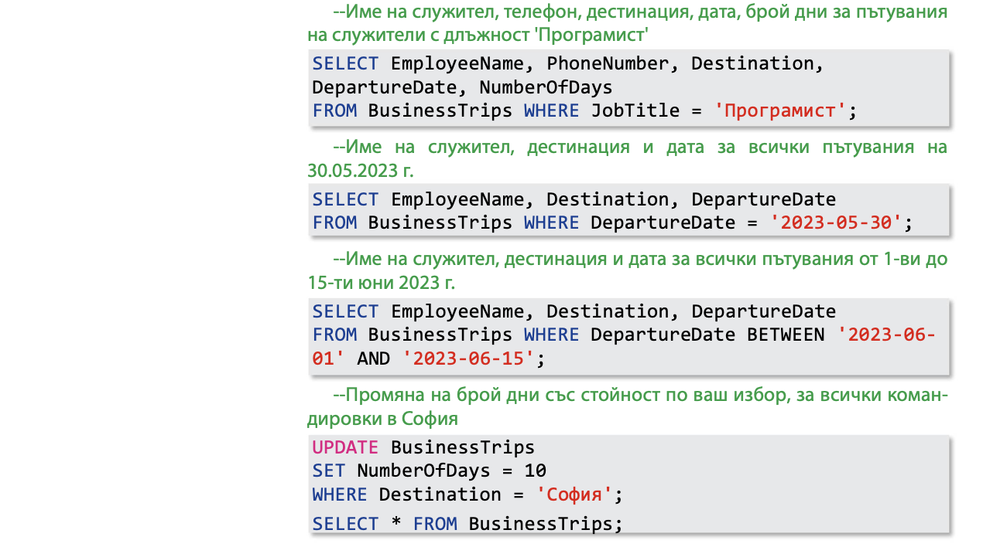 --Име на служител, телефон, дестинация, дата, брой дни за пътувания
на служители с длъжност 'Програмист'
SELECT EmployeeName, PhoneNumber, Destination,
DepartureDate, NumberOfDays
FROM BusinessTrips WHERE JobTitle = 'Програмист';
--Име на служител, дестинация и дата за всички пътувания на
30.05.2023 г.
SELECT EmployeeName, Destination, DepartureDate
FROM BusinessTrips WHERE DepartureDate = '2023-05-30';
--Име на служител, дестинация и дата за всички пътувания от 1-ви до
15-ти юни 2023 г.
SELECT EmployeeName, Destination, DepartureDate
FROM BusinessTrips WHERE DepartureDate BETWEEN '2023-06-
01' AND '2023-06-15';
--Промяна на брой дни със стойност по ваш избор, за всички коман-
дировки в София
UPDATE BusinessTrips
SET NumberOfDays = 10
WHERE Destination = 'София';
SELECT * FROM BusinessTrips;